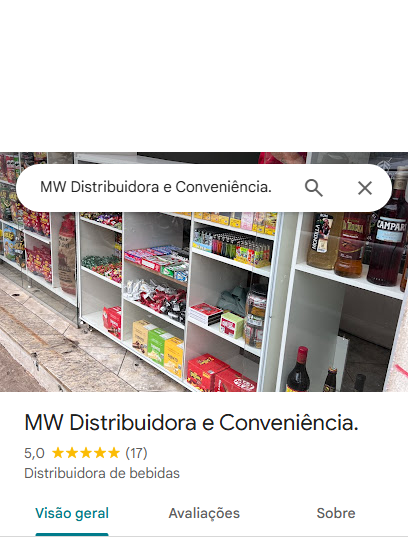 MW Distribuidora e Conveniência.
CAMPARI
MW Distribuidora e Conveniência.
5,0 ★★★★★ (17)
Distribuidora de bebidas
Visão geral Avaliações Sobre